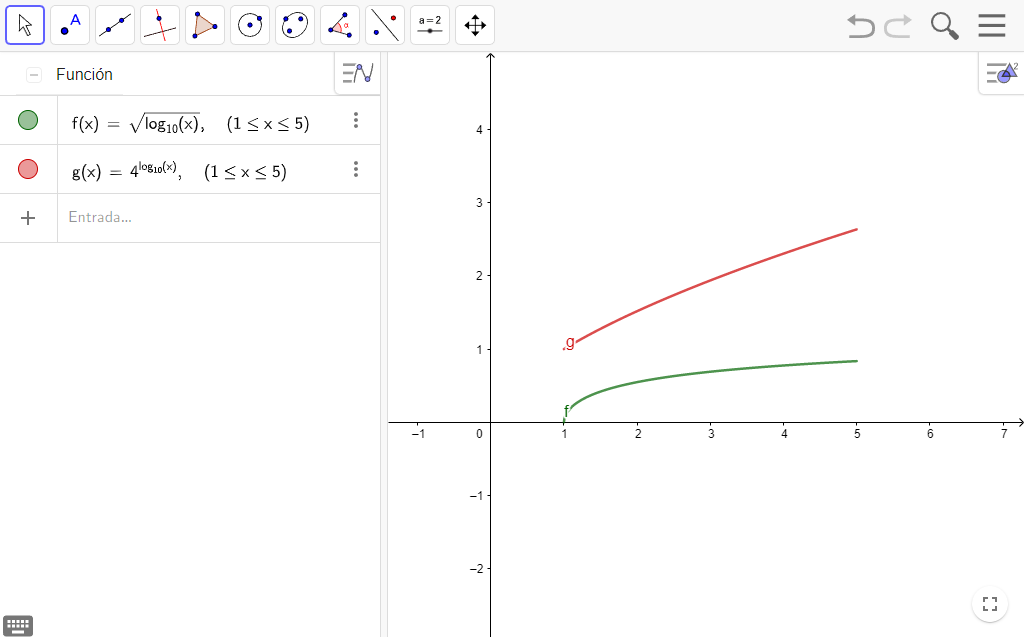 A
α
a = 2
Función
f(x) = √log₁₀(x), (1 ≤ x ≤ 5)
g(x) = 4^log₁₀(x), (1 ≤ x ≤ 5)
+ Entrada...
2
4
3
2
1
g
f
−1 0 1 2 3 4 5 6 7
−1
−2